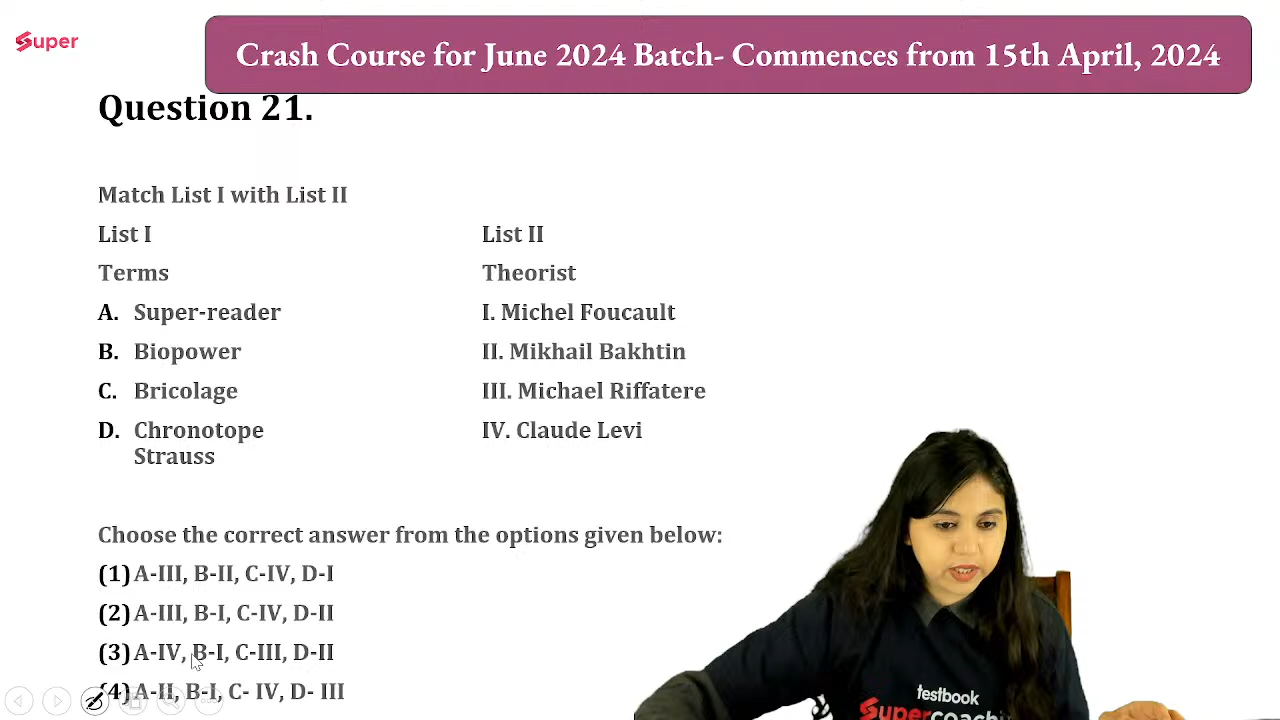 Super
Crash Course for June 2024 Batch- Commences from 15th April, 2024
Question 21.
Match List I with List II
List I List II
Terms Theorist
A. Super-reader I. Michel Foucault
B. Biopower II. Mikhail Bakhtin
C. Bricolage III. Michael Riffatere
D. Chronotope IV. Claude Levi
Strauss
Choose the correct answer from the options given below:
(1) A-III, B-II, C-IV, D-I
(2) A-III, B-I, C-IV, D-II
(3) A-IV, B-I, C-III, D-II
(4) A-II, B-I, C- IV, D- III
testbook
Supercoachi